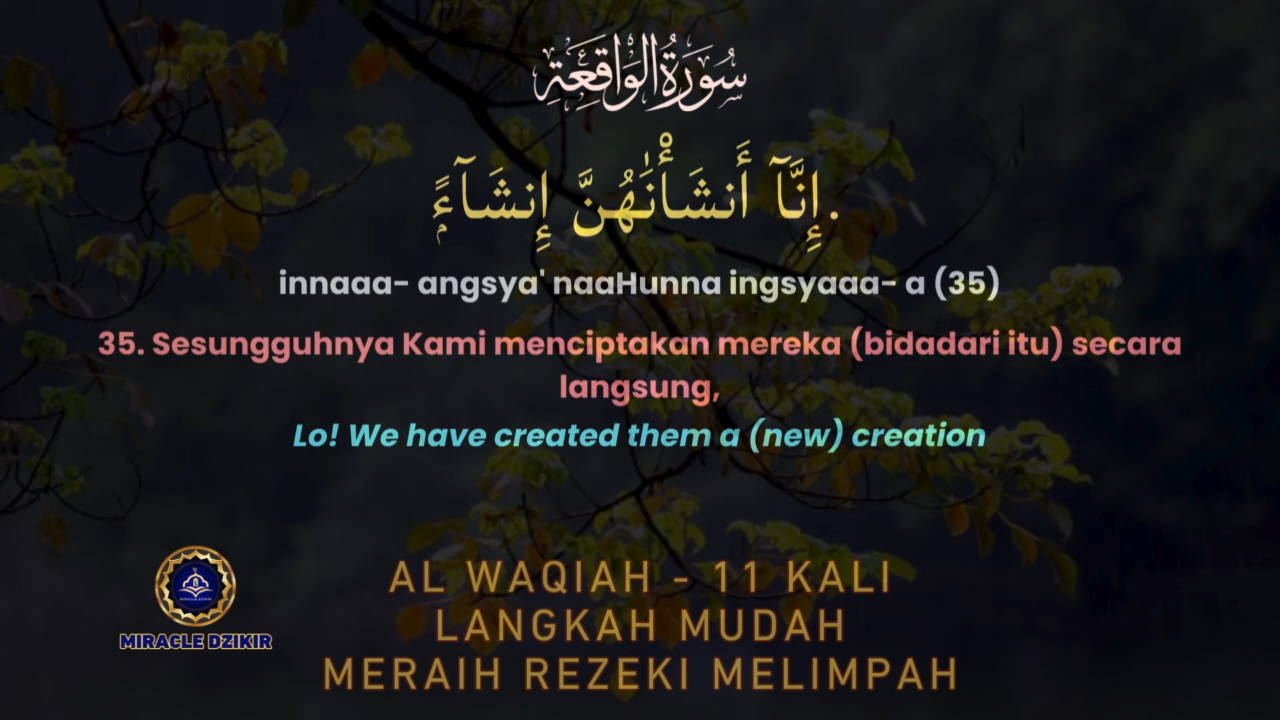 سُورَةُ الْوَاقِعَةِ
إِنَّآ أَنشَأْنَٰهُنَّ إِنشَآءًۭ.
innaaa- angsya' naaHunna ingsyaaa- a (35)
35. Sesungguhnya Kami menciptakan mereka (bidadari itu) secara
langsung,
Lo! We have created them a (new) creation
AL WAQIAH - 11 KALI
LANGKAH MUDAH
MERAIH REZEKI MELIMPAH
MIRACLE DZIKIR